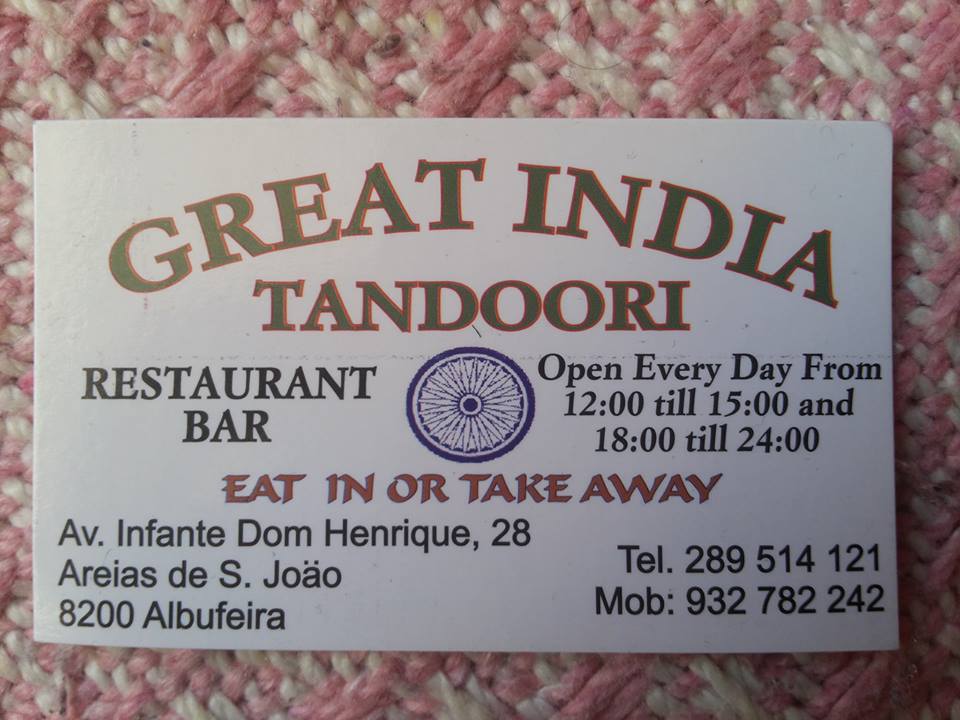 GREAT INDIA
TANDOORI
RESTAURANT
BAR
Open Every Day From
12:00 till 15:00 and
18:00 till 24:00
EAT IN OR TAKE AWAY
Av. Infante Dom Henrique, 28
Areias de S. Joäo
8200 Albufeira
Tel. 289 514 121
Mob: 932 782 242